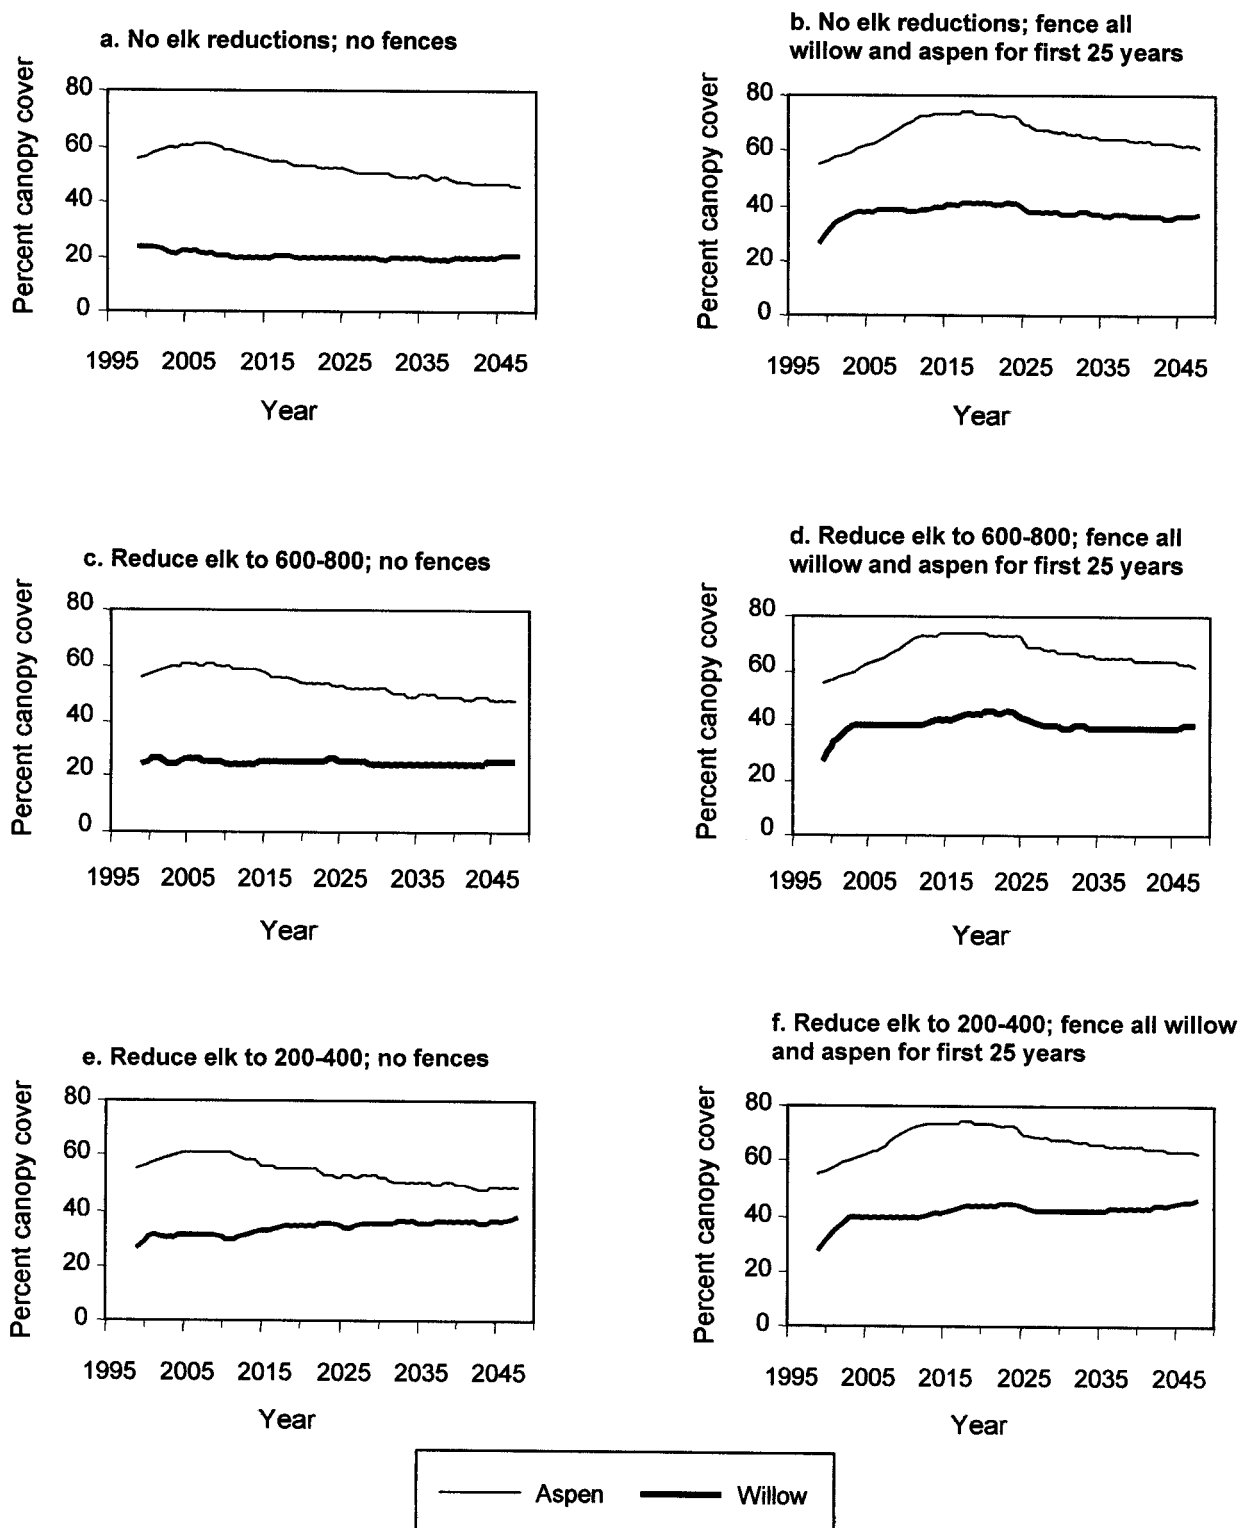 a. No elk reductions; no fences
Percent canopy cover
80
60
40
20
0
1995 2005 2015 2025 2035 2045
Year
b. No elk reductions; fence all
willow and aspen for first 25 years
Percent canopy cover
80
60
40
20
0
1995 2005 2015 2025 2035 2045
Year
c. Reduce elk to 600-800; no fences
Percent canopy cover
80
60
40
20
0
1995 2005 2015 2025 2035 2045
Year
d. Reduce elk to 600-800; fence all
willow and aspen for first 25 years
Percent canopy cover
80
60
40
20
0
1995 2005 2015 2025 2035 2045
Year
e. Reduce elk to 200-400; no fences
Percent canopy cover
80
60
40
20
0
1995 2005 2015 2025 2035 2045
Year
f. Reduce elk to 200-400; fence all willow
and aspen for first 25 years
Percent canopy cover
80
60
40
20
0
1995 2005 2015 2025 2035 2045
Year
Aspen Willow